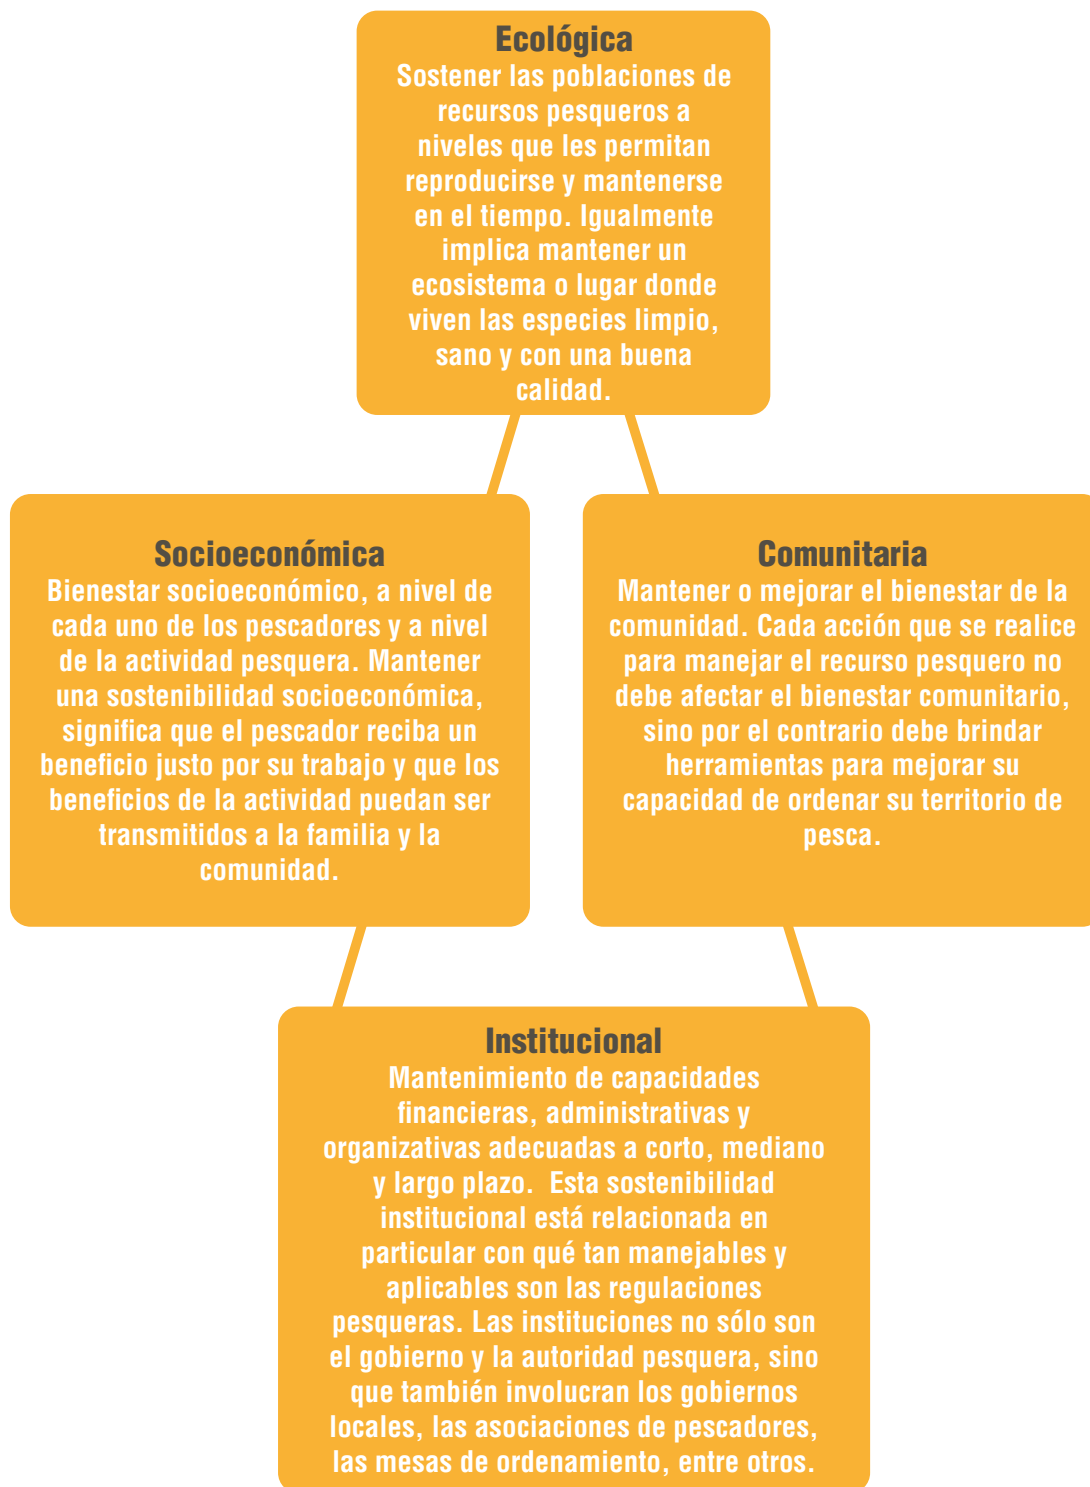 Ecológica
Sostener las poblaciones de
recursos pesqueros a
niveles que les permitan
reproducirse y mantenerse
en el tiempo. Igualmente
implica mantener un
ecosistema o lugar donde
viven las especies limpio,
sano y con una buena
calidad.
Socioeconómica
Bienestar socioeconómico, a nivel de
cada uno de los pescadores y a nivel
de la actividad pesquera. Mantener
una sostenibilidad socioeconómica,
significa que el pescador reciba un
beneficio justo por su trabajo y que los
beneficios de la actividad puedan ser
transmitidos a la familia y la
comunidad.
Comunitaria
Mantener o mejorar el bienestar de la
comunidad. Cada acción que se realice
para manejar el recurso pesquero no
debe afectar el bienestar comunitario,
sino por el contrario debe brindar
herramientas para mejorar su
capacidad de ordenar su territorio de
pesca.
Institucional
Mantenimiento de capacidades
financieras, administrativas y
organizativas adecuadas a corto, mediano
y largo plazo.  Esta sostenibilidad
institucional está relacionada en
particular con qué tan manejables y
aplicables son las regulaciones
pesqueras. Las instituciones no sólo son
el gobierno y la autoridad pesquera, sino
que también involucran los gobiernos
locales, las asociaciones de pescadores,
las mesas de ordenamiento, entre otros.